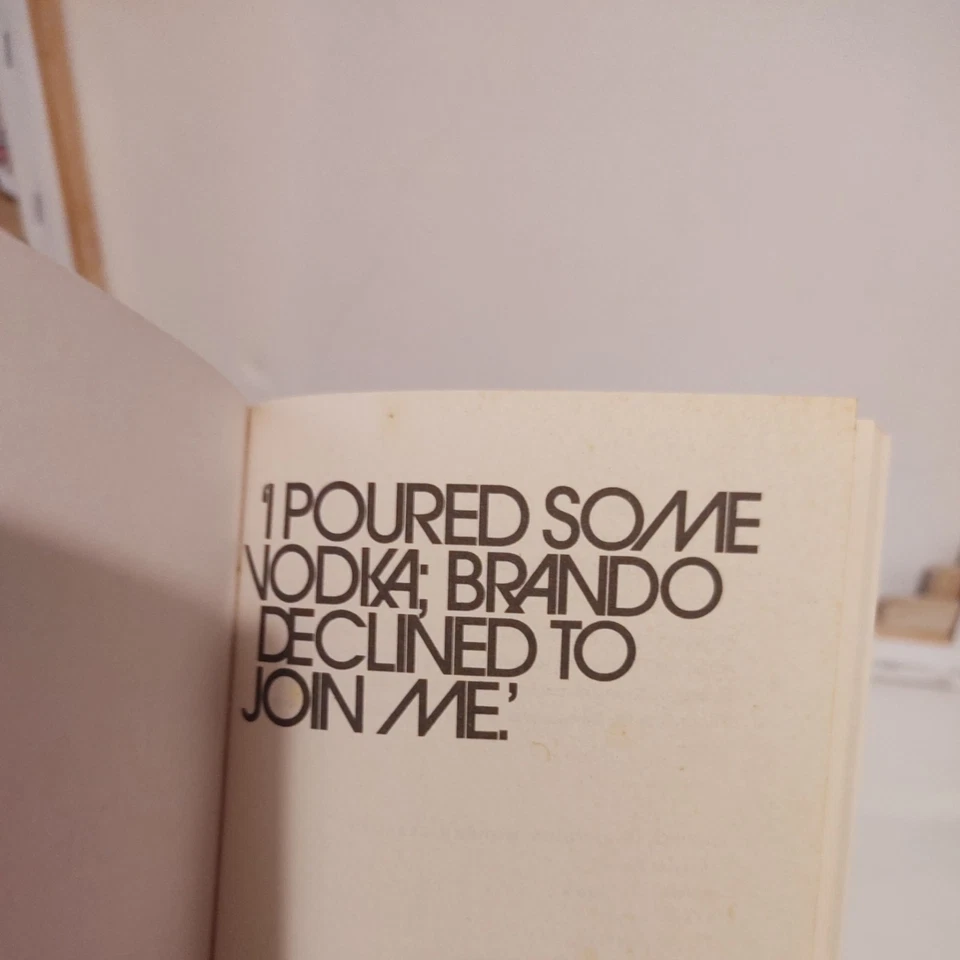 'I POURED SOME
VODKA; BRANDO
DECLINED TO
JOIN ME.'